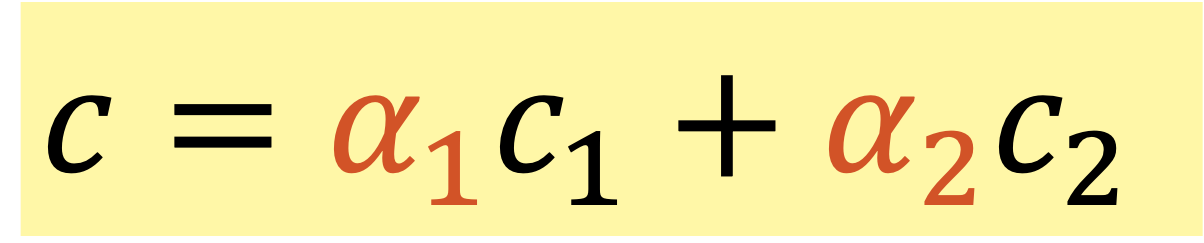 c = α₁c₁ + α₂c₂